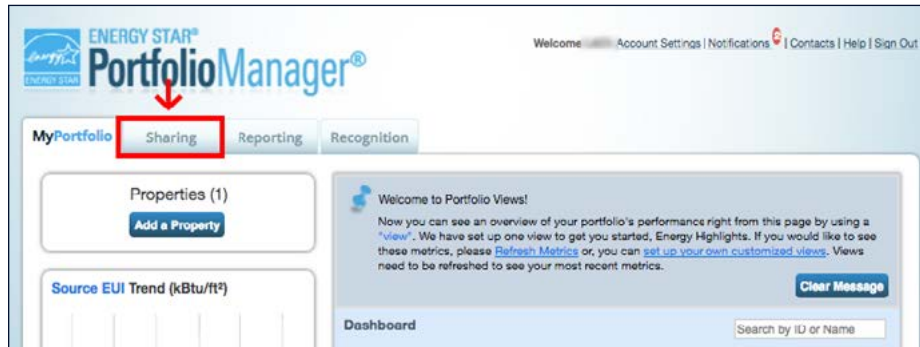 ENERGY STAR®
PortfolioManager®
ENERGY STAR
Welcome Account Settings | Notifications | Contacts | Help | Sign Out
MyPortfolio Sharing Reporting Recognition
Properties (1)
Add a Property
Source EUI Trend (kBtu/ft²)
Welcome to Portfolio Views!
Now you can see an overview of your portfolio's performance right from this page by using a
"view". We have set up one view to get you started, Energy Highlights. If you would like to see
these metrics, please Refresh Metrics or, you can set up your own customized views. Views
need to be refreshed to see your most recent metrics.
Clear Message
Dashboard
Search by ID or Name